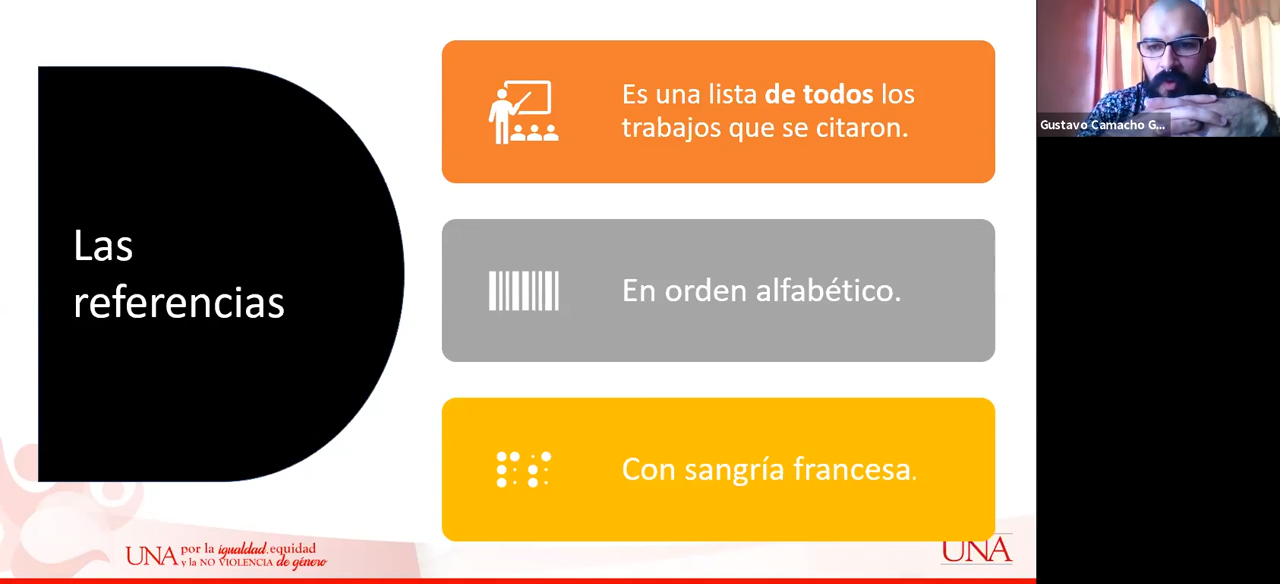 Las
referencias
Es una lista de todos los
trabajos que se citaron.
En orden alfabético.
Con sangría francesa.
UNA por la igualdad, equidad
y la NO VIOLENCIA de género
UNA
Gustavo Camacho G...